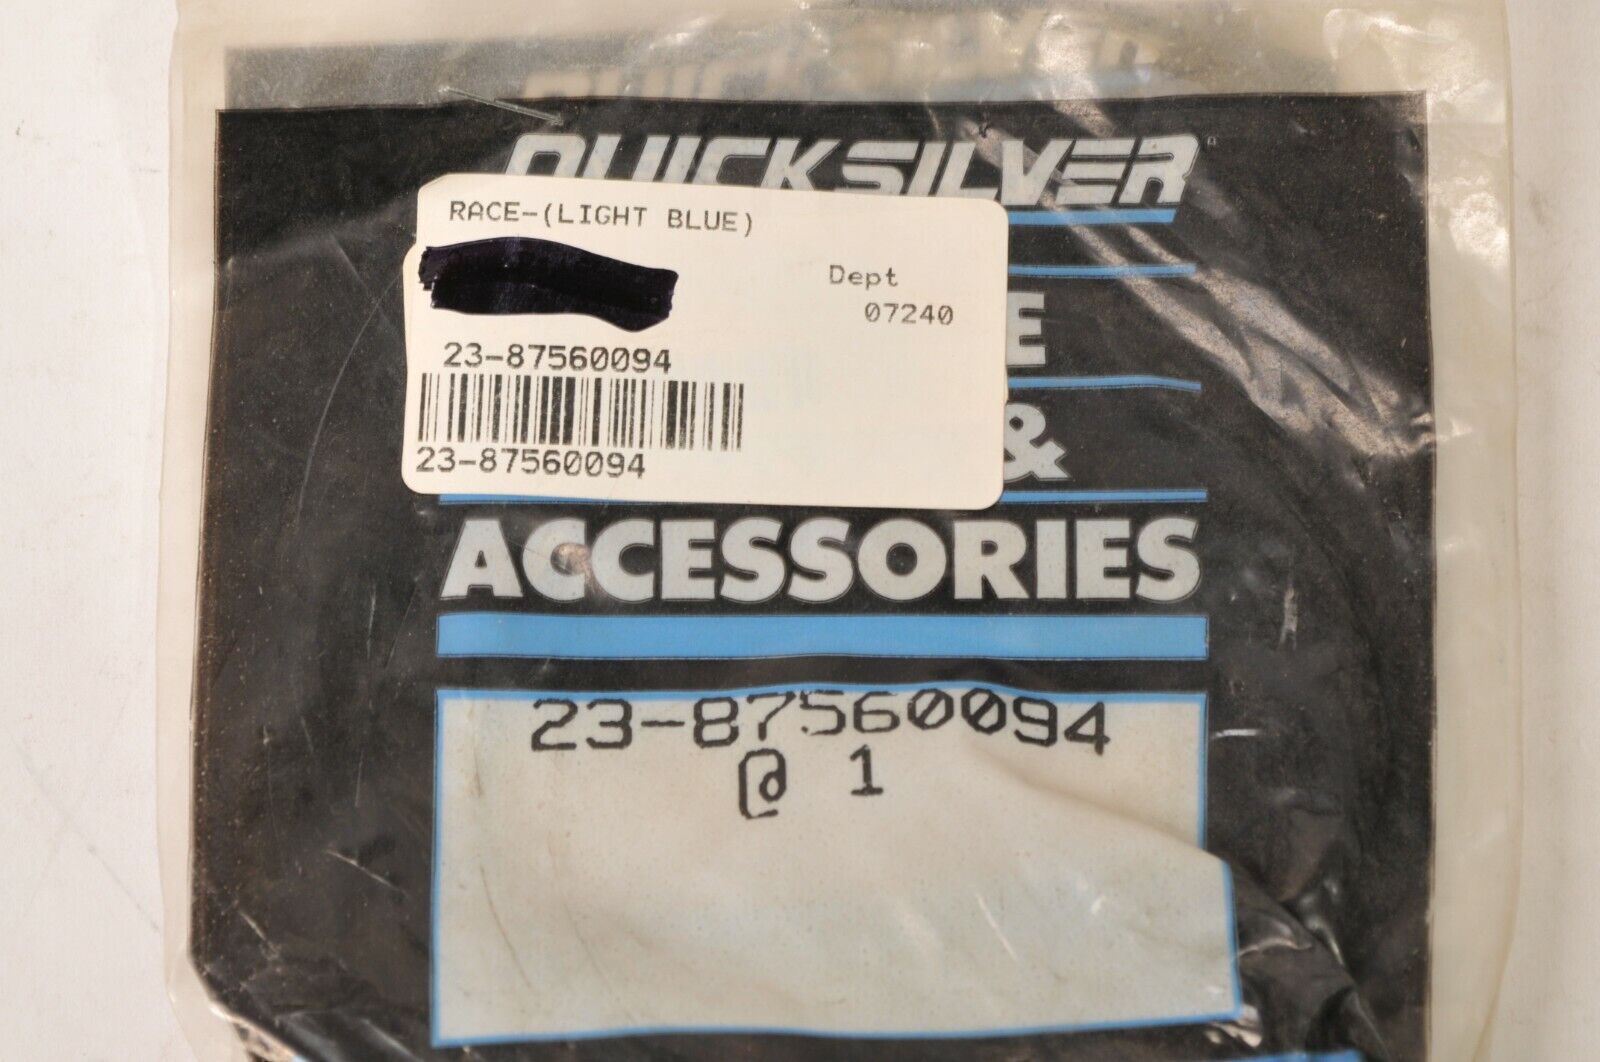 QUICKSILVER
RACE-(LIGHT BLUE)
Dept
07240
23-87560094
23-87560094
&
ACCESSORIES
23-87560094
@ 1